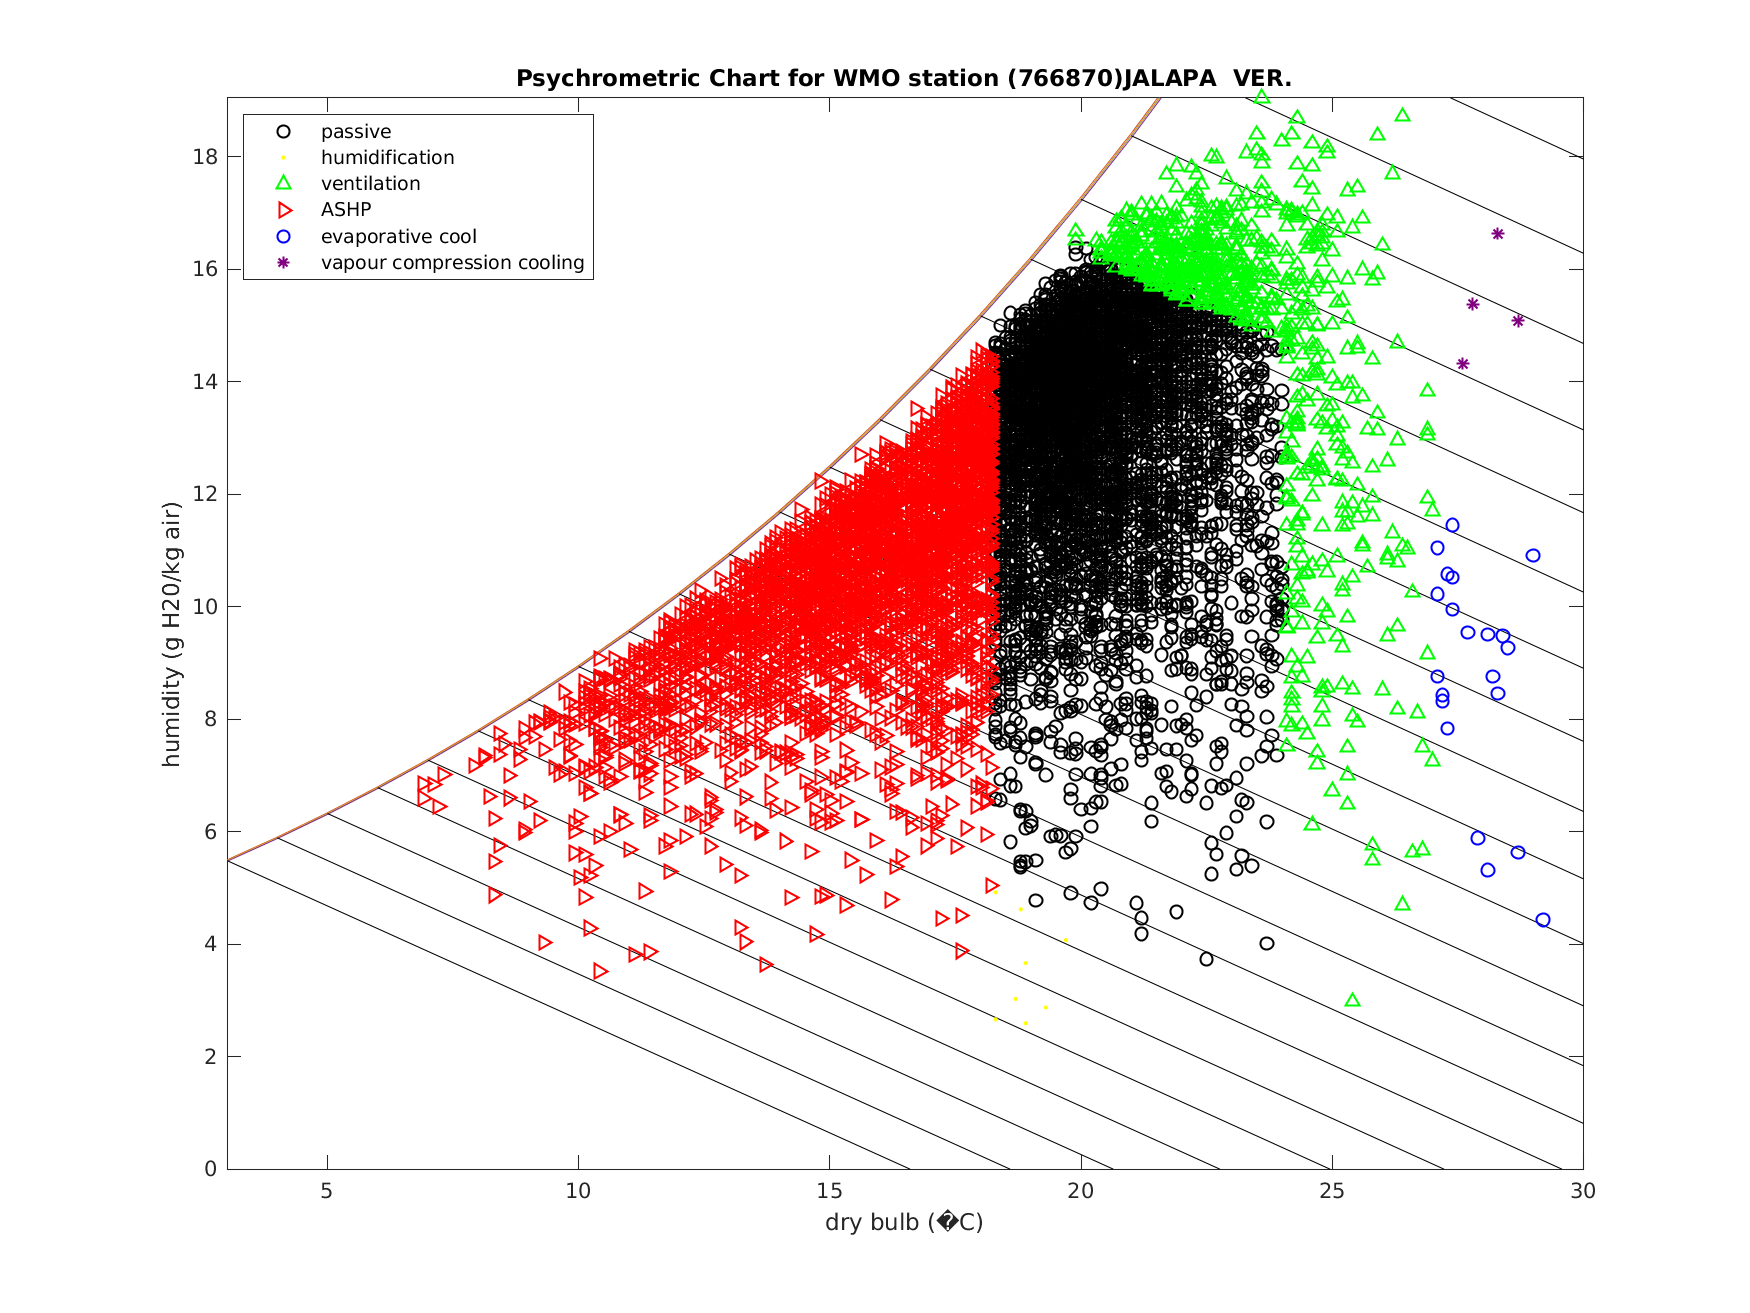 Psychrometric Chart for WMO station (766870)JALAPA  VER.
passive
humidification
ventilation
ASHP
evaporative cool
vapour compression cooling
humidity (g H20/kg air)
18
16
14
12
10
8
6
4
2
0
5 10 15 20 25 30
dry bulb (�C)